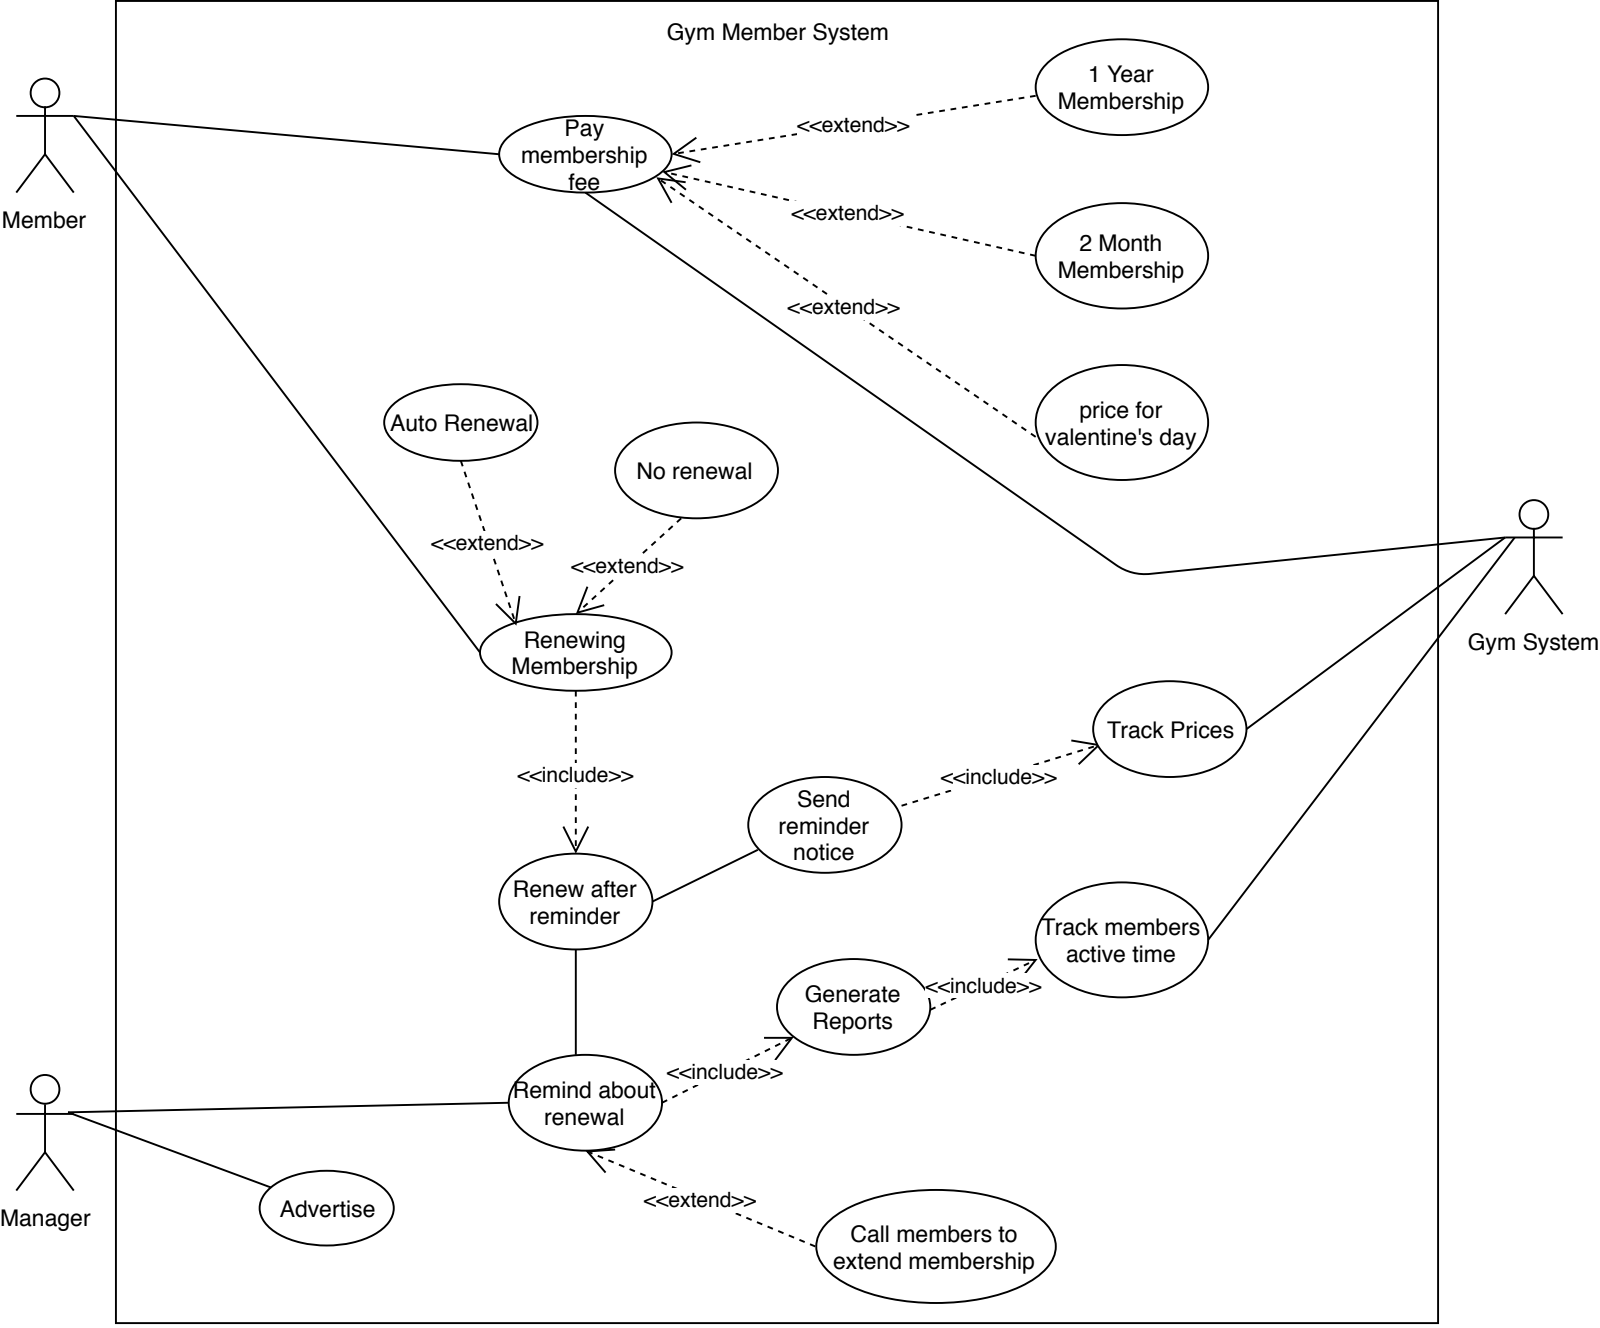 Gym Member System
1 Year
Membership
<<extend>>
Pay
membership
fee
Member
<<extend>>
2 Month
Membership
<<extend>>
price for
valentine's day
Auto Renewal
No renewal
<<extend>>
<<extend>>
Renewing
Membership
Gym System
Track Prices
<<include>>
<<include>>
Send
reminder
notice
Renew after
reminder
Track members
active time
<<include>>
Generate
Reports
<<include>>
Remind about
renewal
Manager
Advertise
<<extend>>
Call members to
extend membership